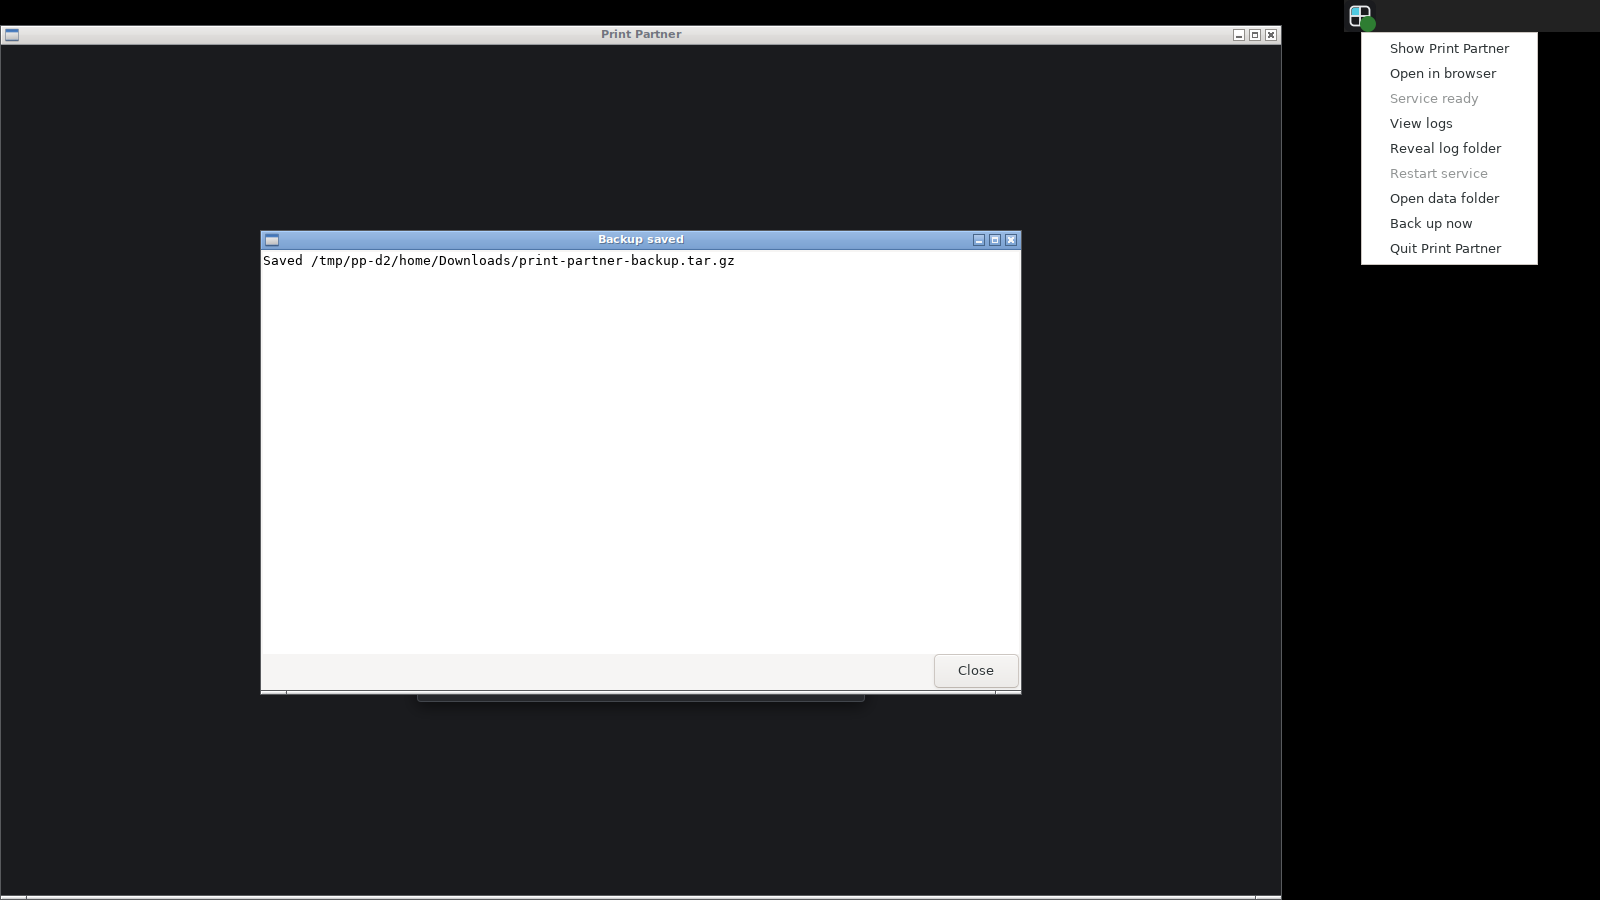 Print Partner
Show Print Partner
Open in browser
Service ready
View logs
Reveal log folder
Restart service
Open data folder
Back up now
Quit Print Partner
Backup saved
Saved /tmp/pp-d2/home/Downloads/print-partner-backup.tar.gz
Close